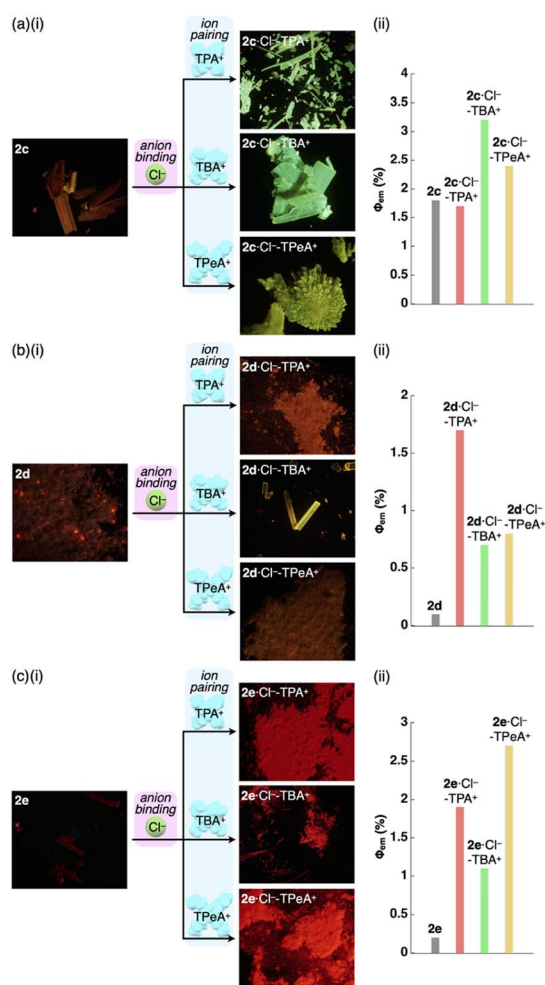 (a)(i)
ion
pairing
TPA⁺
2c·Cl⁻-TPA⁺
2c
anion
binding
Cl⁻
TBA⁺
2c·Cl⁻-TBA⁺
TPeA⁺
2c·Cl⁻-TPeA⁺
(ii)
Φem (%)
4
3.5
3
2.5
2
1.5
1
0.5
0
2c
2c·Cl⁻
-TPA⁺
2c·Cl⁻
-TBA⁺
2c·Cl⁻
-TPeA⁺
(b)(i)
ion
pairing
TPA⁺
2d·Cl⁻-TPA⁺
2d
anion
binding
Cl⁻
TBA⁺
2d·Cl⁻-TBA⁺
TPeA⁺
2d·Cl⁻-TPeA⁺
(ii)
Φem (%)
2
1.5
1
0.5
0
2d
2d·Cl⁻
-TPA⁺
2d·Cl⁻
-TBA⁺
2d·Cl⁻
-TPeA⁺
(c)(i)
ion
pairing
TPA⁺
2e·Cl⁻-TPA⁺
2e
anion
binding
Cl⁻
TBA⁺
2e·Cl⁻-TBA⁺
TPeA⁺
2e·Cl⁻-TPeA⁺
(ii)
Φem (%)
3
2.5
2
1.5
1
0.5
0
2e
2e·Cl⁻
-TPA⁺
2e·Cl⁻
-TBA⁺
2e·Cl⁻
-TPeA⁺